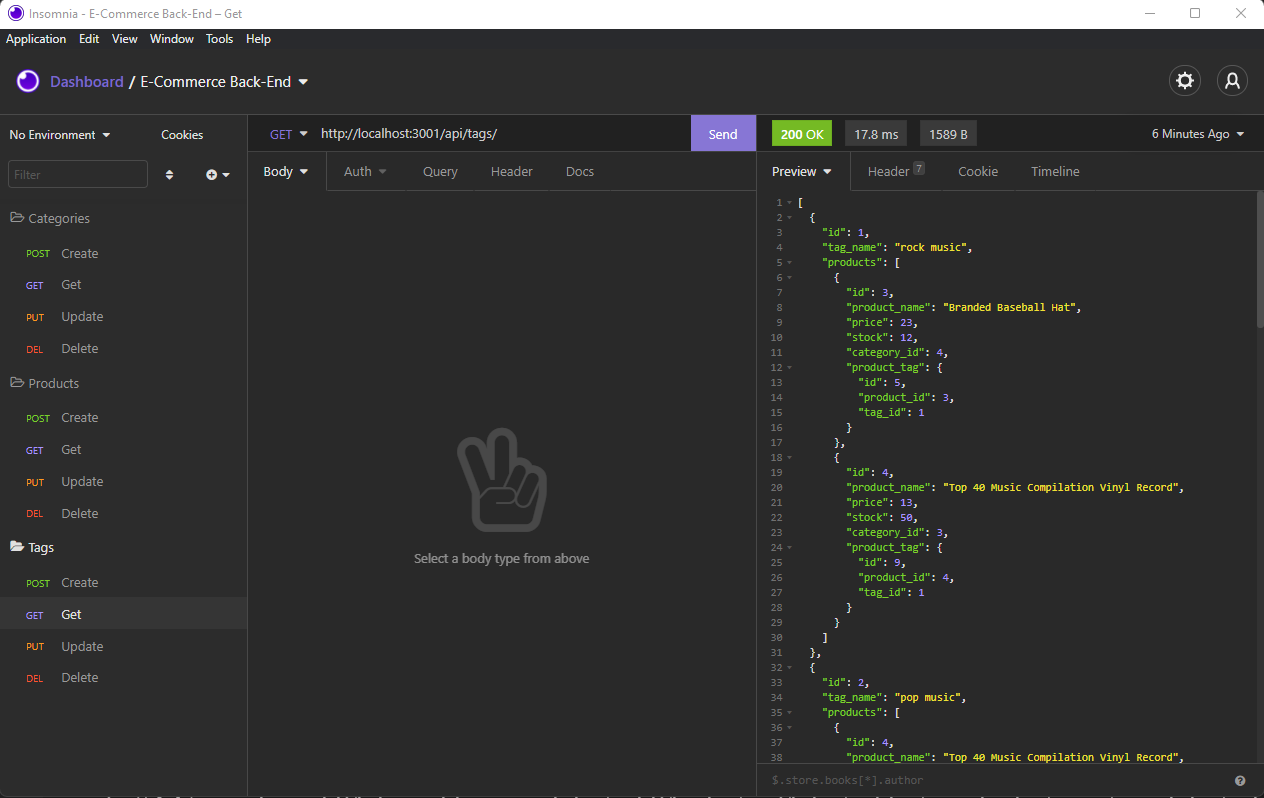 Insomnia - E-Commerce Back-End – Get
Application Edit View Window Tools Help
Dashboard / E-Commerce Back-End
No Environment Cookies
Filter
Categories
POST Create
GET Get
PUT Update
DEL Delete
Products
POST Create
GET Get
PUT Update
DEL Delete
Tags
POST Create
GET Get
PUT Update
DEL Delete
GET http://localhost:3001/api/tags/ Send
Body Auth Query Header Docs
Select a body type from above
200 OK 17.8 ms 1589 B 6 Minutes Ago
Preview Header 7 Cookie Timeline
1 [
2 {
3 "id": 1,
4 "tag_name": "rock music",
5 "products": [
6 {
7 "id": 3,
8 "product_name": "Branded Baseball Hat",
9 "price": 23,
10 "stock": 12,
11 "category_id": 4,
12 "product_tag": {
13 "id": 5,
14 "product_id": 3,
15 "tag_id": 1
16 }
17 },
18 {
19 "id": 4,
20 "product_name": "Top 40 Music Compilation Vinyl Record",
21 "price": 13,
22 "stock": 50,
23 "category_id": 3,
24 "product_tag": {
25 "id": 9,
26 "product_id": 4,
27 "tag_id": 1
28 }
29 }
30 ]
31 },
32 {
33 "id": 2,
34 "tag_name": "pop music",
35 "products": [
36 {
37 "id": 4,
38 "product_name": "Top 40 Music Compilation Vinyl Record",
$.store.books[*].author